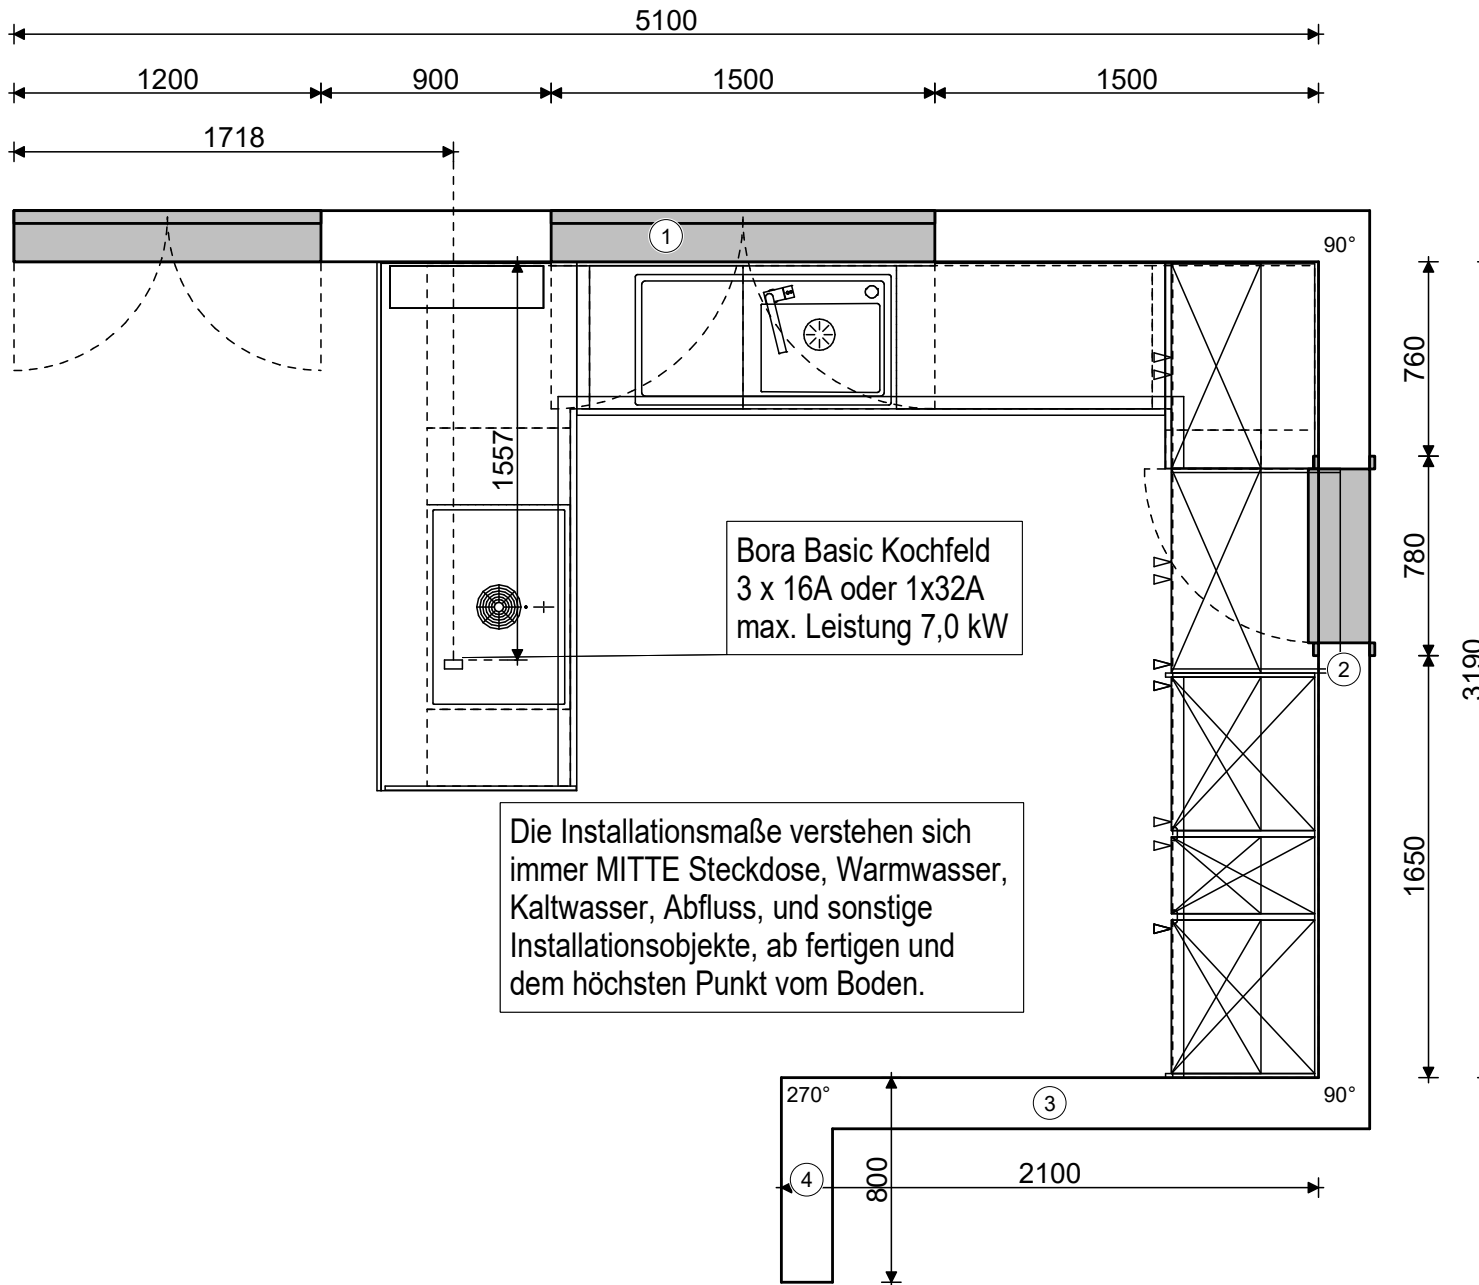 5100
1200
900
1500
1500
1718
1
90°
760
1557
780
Bora Basic Kochfeld
3 x 16A oder 1x32A
max. Leistung 7,0 kW
2
3190
Die Installationsmaße verstehen sich
immer MITTE Steckdose, Warmwasser,
Kaltwasser, Abfluss, und sonstige
Installationsobjekte, ab fertigen und
dem höchsten Punkt vom Boden.
1650
270°
3
90°
4
800
2100